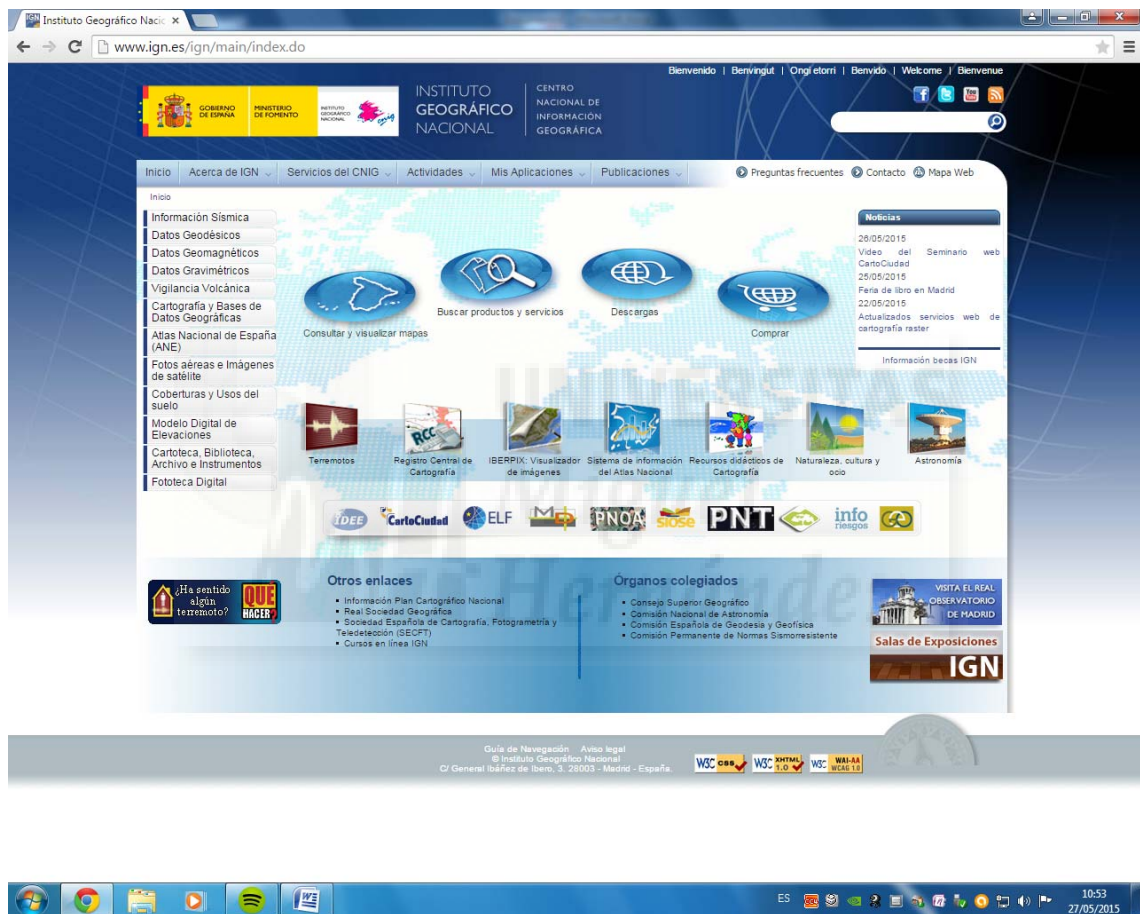 Instituto Geográfico Nacio
www.ign.es/ign/main/index.do
Bienvenido | Benvingut | Ongi etorri | Benvido | Welcome | Bienvenue
GOBIERNO DE ESPAÑA
MINISTERIO DE FOMENTO
INSTITUTO GEOGRÁFICO NACIONAL
cnig
INSTITUTO
GEOGRÁFICO
NACIONAL
CENTRO
NACIONAL DE
INFORMACIÓN
GEOGRÁFICA
You Tube
Inicio Acerca de IGN Servicios del CNIG Actividades Mis Aplicaciones Publicaciones
Preguntas frecuentes Contacto Mapa Web
Inicio
Información Sísmica
Datos Geodésicos
Datos Geomagnéticos
Datos Gravimétricos
Vigilancia Volcánica
Cartografía y Bases de
Datos Geográficas
Atlas Nacional de España
(ANE)
Fotos aéreas e Imágenes
de satélite
Coberturas y Usos del
suelo
Modelo Digital de
Elevaciones
Cartoteca, Biblioteca,
Archivo e Instrumentos
Fototeca Digital
Consultar y visualizar mapas
Buscar productos y servicios
Descargas
Comprar
Noticias
26/05/2015
Video del Seminario web
CartoCiudad
25/05/2015
Feria de libro en Madrid
22/05/2015
Actualizados servicios web de
cartografía raster
Información becas IGN
UNIVERSITAS
Miguel
Hernández
RCC
Terremotos
Registro Central de
Cartografía
IBERPIX: Visualizador
de imágenes
Sistema de información
del Atlas Nacional
Recursos didácticos de
Cartografía
Naturaleza, cultura y
ocio
Astronomía
IDEE CartoCiudad ELF PNOA SIOSE PNT info riesgos
¿Ha sentido
algún
terremoto?
QUE
HACER?
Otros enlaces
Información Plan Cartográfico Nacional
Real Sociedad Geográfica
Sociedad Española de Cartografía, Fotogrametría y
Teledetección (SECFT)
Cursos en línea IGN
Órganos colegiados
Consejo Superior Geográfico
Comisión Nacional de Astronomía
Comisión Española de Geodesia y Geofísica
Comisión Permanente de Normas Sismorresistente
VISITA EL REAL
OBSERVATORIO
DE MADRID
Salas de Exposiciones
IGN
Guía de Navegación Aviso legal
© Instituto Geográfico Nacional
C/ General Ibáñez de Ibero, 3. 28003 - Madrid - España.
W3C css
W3C XHTML 1.0
W3C WAI-AA WCAG 1.0
ES
10:53
27/05/2015